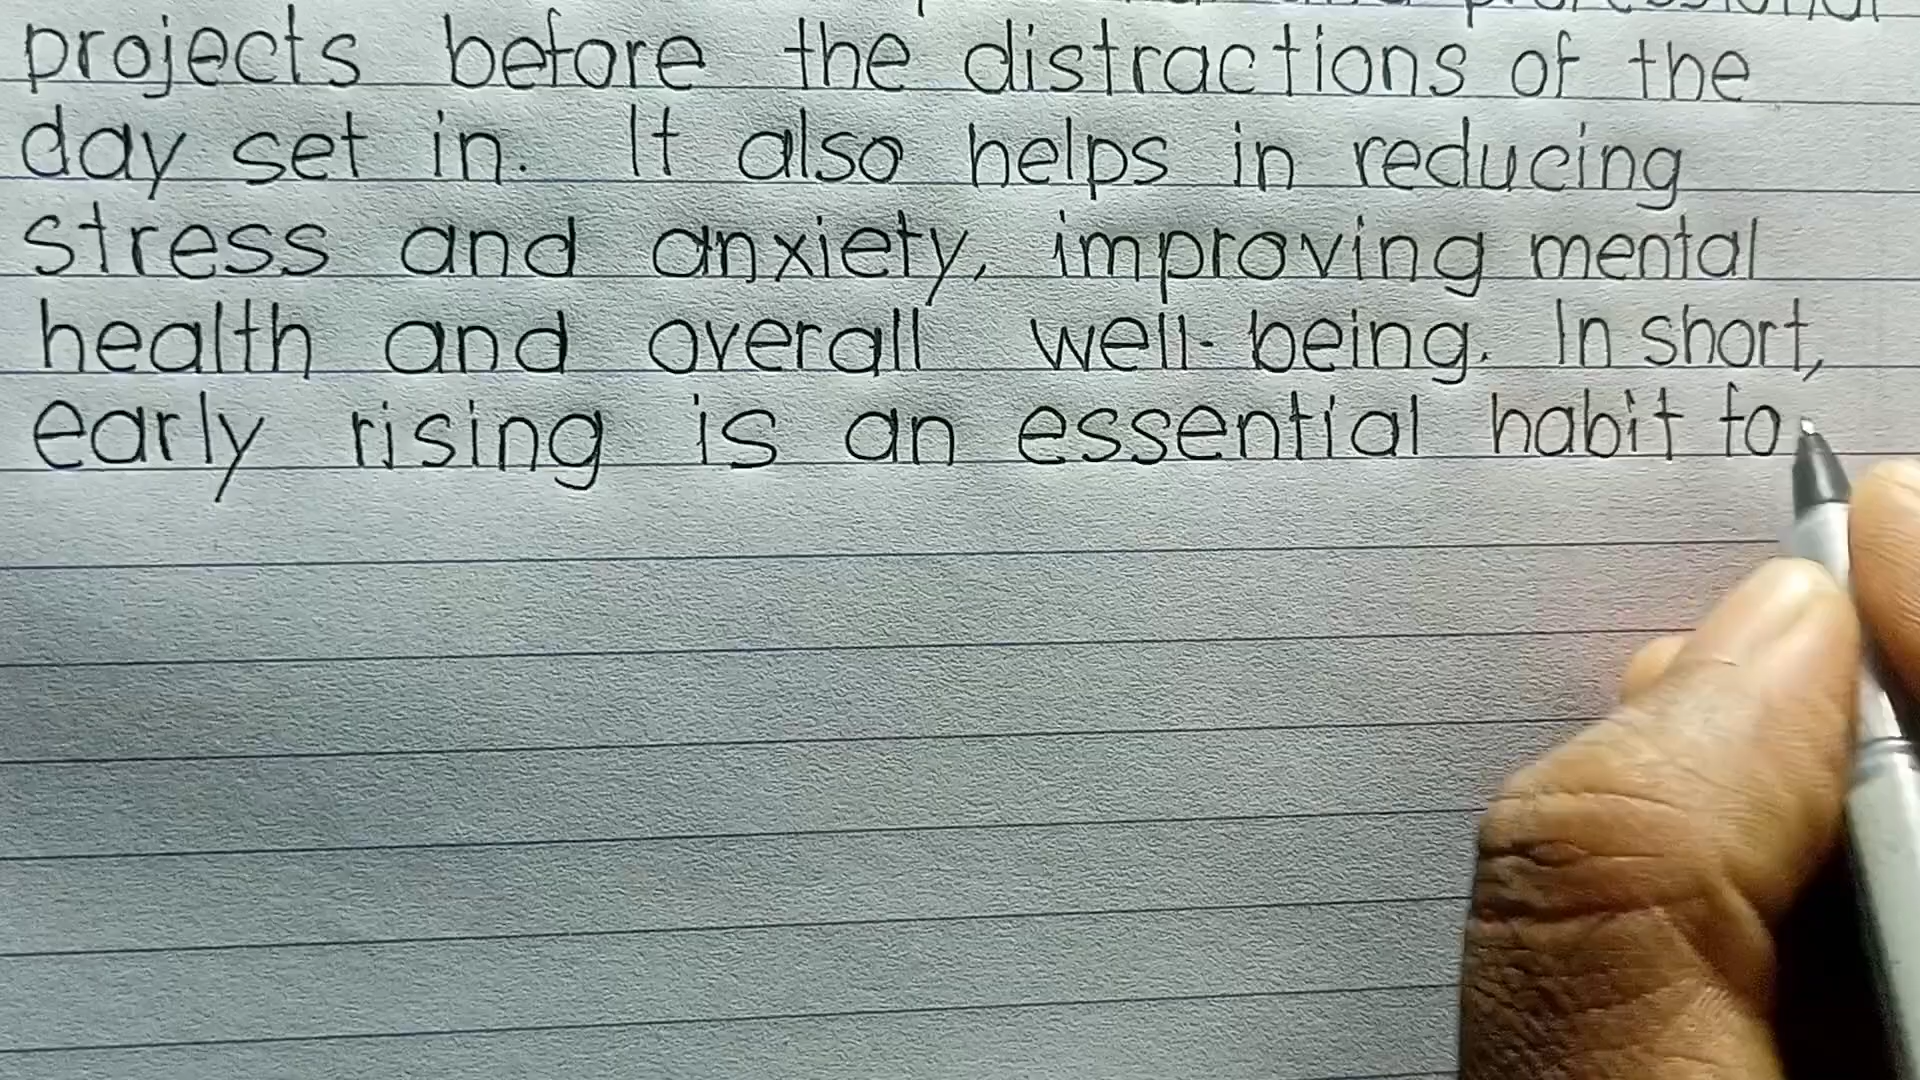 professional
projects before the distractions of the
day set in. It also helps in reducing
stress and anxiety, improving mental
health and overall well-being. In short,
early rising is an essential habit to